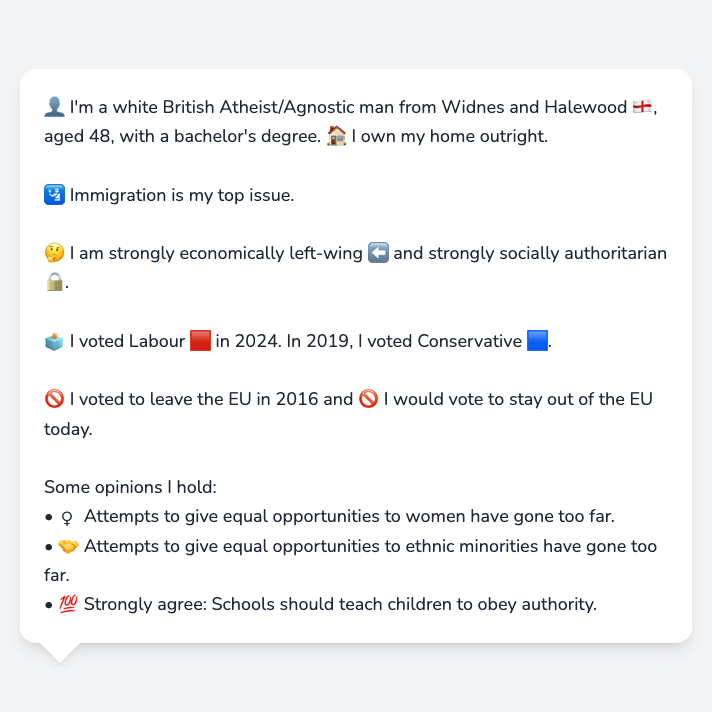 👤 I'm a white British Atheist/Agnostic man from Widnes and Halewood 🏴󠁧󠁢󠁥󠁮󠁧󠁿,
aged 48, with a bachelor's degree. 🏠 I own my home outright.
🛂 Immigration is my top issue.
🤔 I am strongly economically left-wing ⬅️ and strongly socially authoritarian
🔒.
🗳️ I voted Labour 🟥 in 2024. In 2019, I voted Conservative 🟦.
🚫 I voted to leave the EU in 2016 and 🚫 I would vote to stay out of the EU
today.
Some opinions I hold:
• ♀ Attempts to give equal opportunities to women have gone too far.
• 🤝 Attempts to give equal opportunities to ethnic minorities have gone too
far.
• 💯 Strongly agree: Schools should teach children to obey authority.